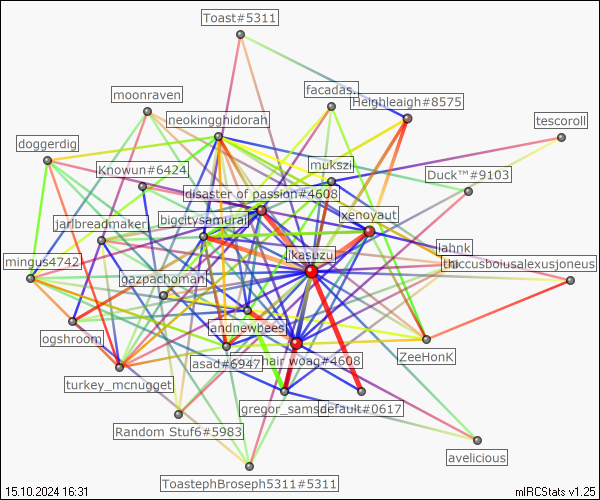 Toast#5311
moonraven
facadas.
Heighleigh#8575
neokingghidorah
tescoroll
doggerdig
Knowun#6424
mukszi
Duck™#9103
disaster of passion#4608
bigcitysamurai
xenoyaut
jarlbreadmaker
ikasuzu
lahnk
mingus4742
gazpachoman
thiccusboiusalexusjoneus
andnewbees
ogshroom
asad#6947
hair woag#4608
ZeeHonK
turkey_mcnugget
gregor_samsa
default#0617
Random Stuf6#5983
avelicious
ToastephBroseph5311#5311
15.10.2024 16:31
mIRCStats v1.25